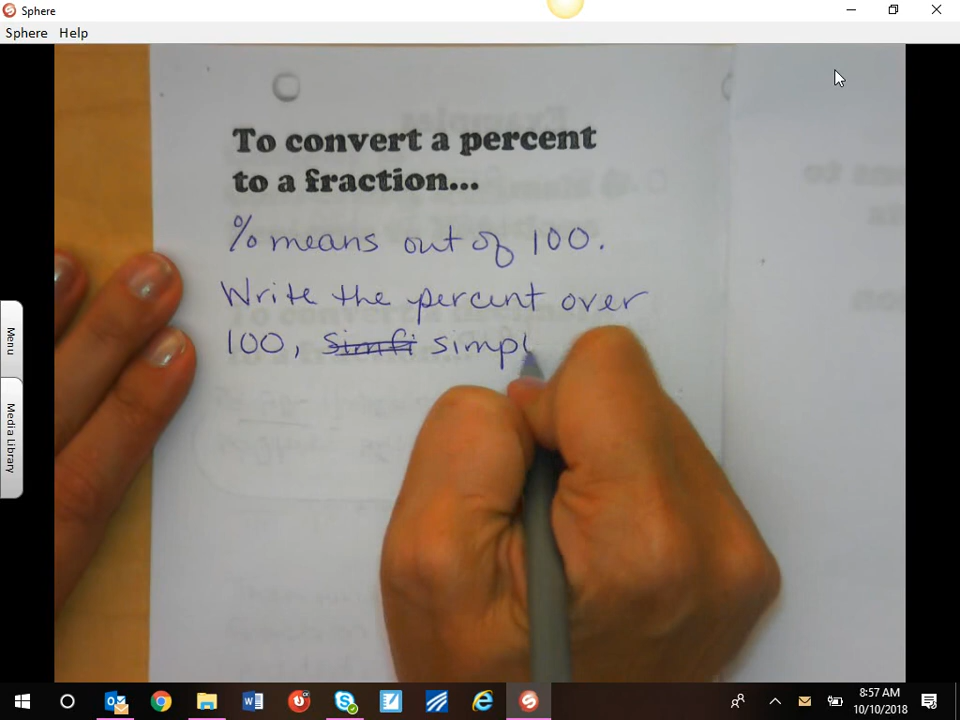 Sphere
Sphere Help
To convert a percent
to a fraction...
% means out of 100.
Write the percent over
100, simfi simpl
Menu
Media Library
8:57 AM
10/10/2018